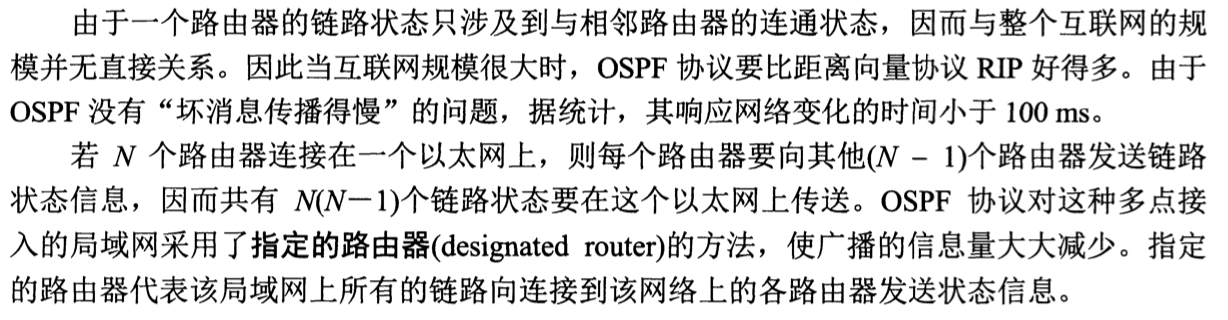 由于一个路由器的链路状态只涉及到与相邻路由器的连通状态，因而与整个互联网的规
模并无直接关系。因此当互联网规模很大时，OSPF 协议要比距离向量协议 RIP 好得多。由于
OSPF 没有“坏消息传播得慢”的问题，据统计，其响应网络变化的时间小于 100 ms。
若 N 个路由器连接在一个以太网上，则每个路由器要向其他(N – 1)个路由器发送链路
状态信息，因而共有 N(N－1)个链路状态要在这个以太网上传送。OSPF 协议对这种多点接
入的局域网采用了指定的路由器(designated router)的方法，使广播的信息量大大减少。指定
的路由器代表该局域网上所有的链路向连接到该网络上的各路由器发送状态信息。